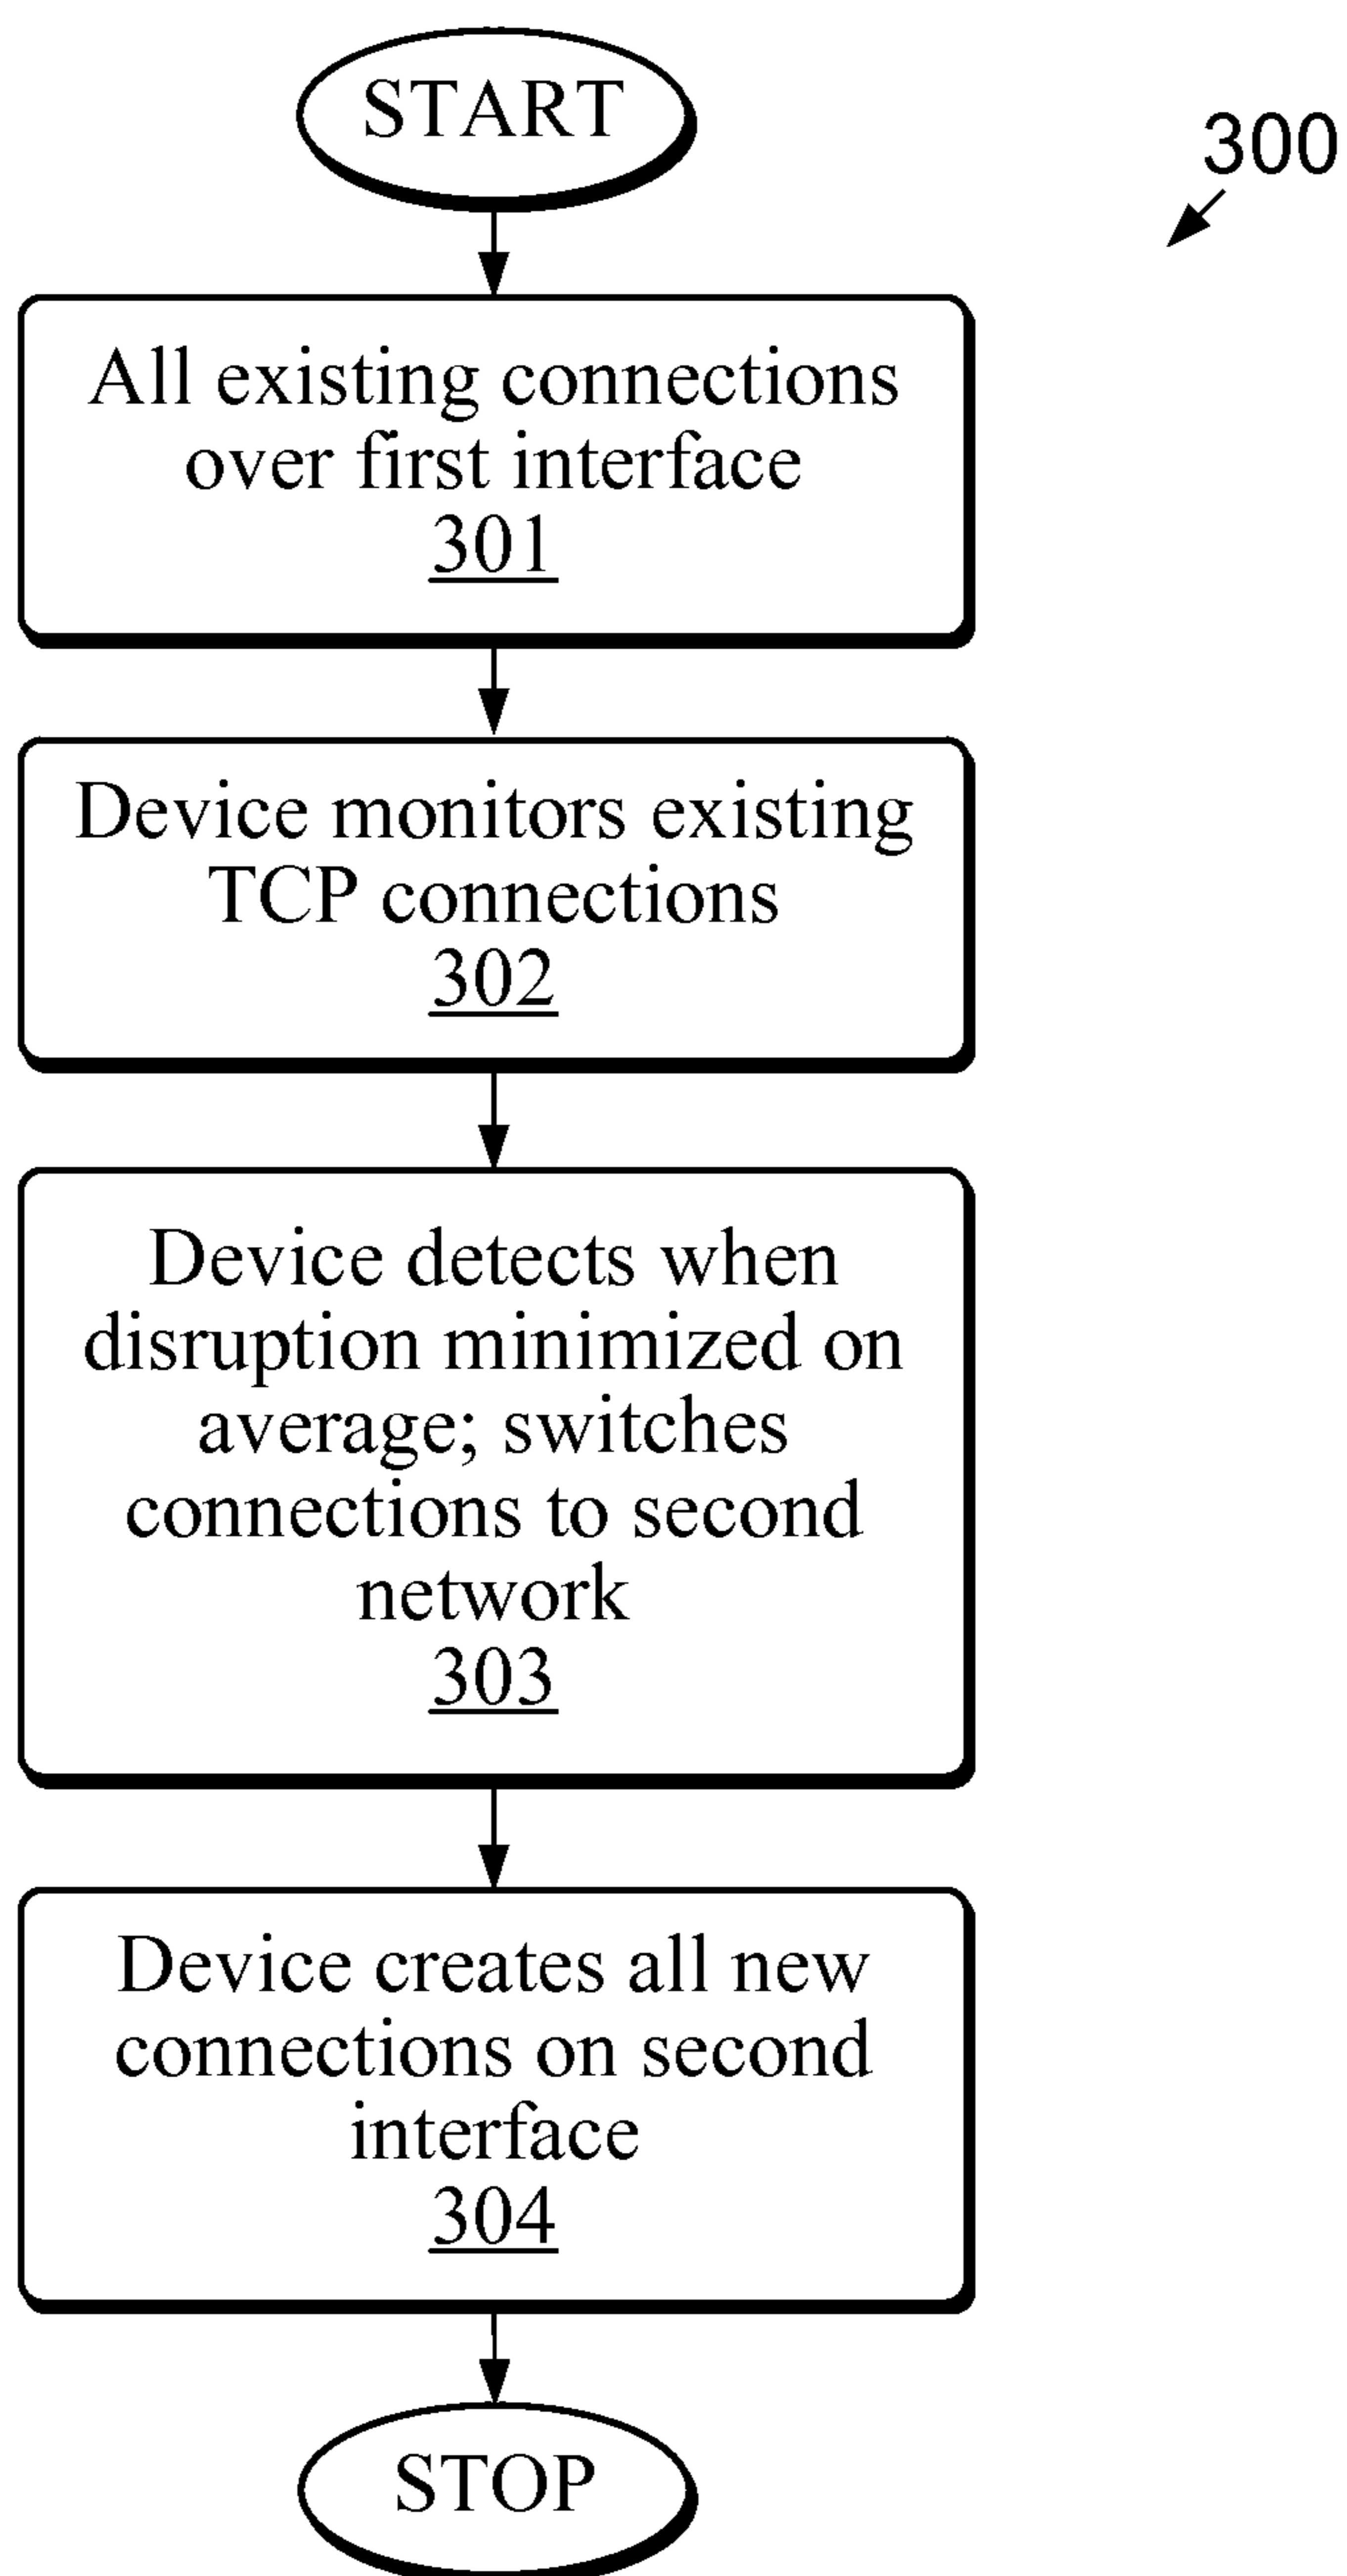 START
300
All existing connections
over first interface
301
Device monitors existing
TCP connections
302
Device detects when
disruption minimized on
average; switches
connections to second
network
303
Device creates all new
connections on second
interface
304
STOP